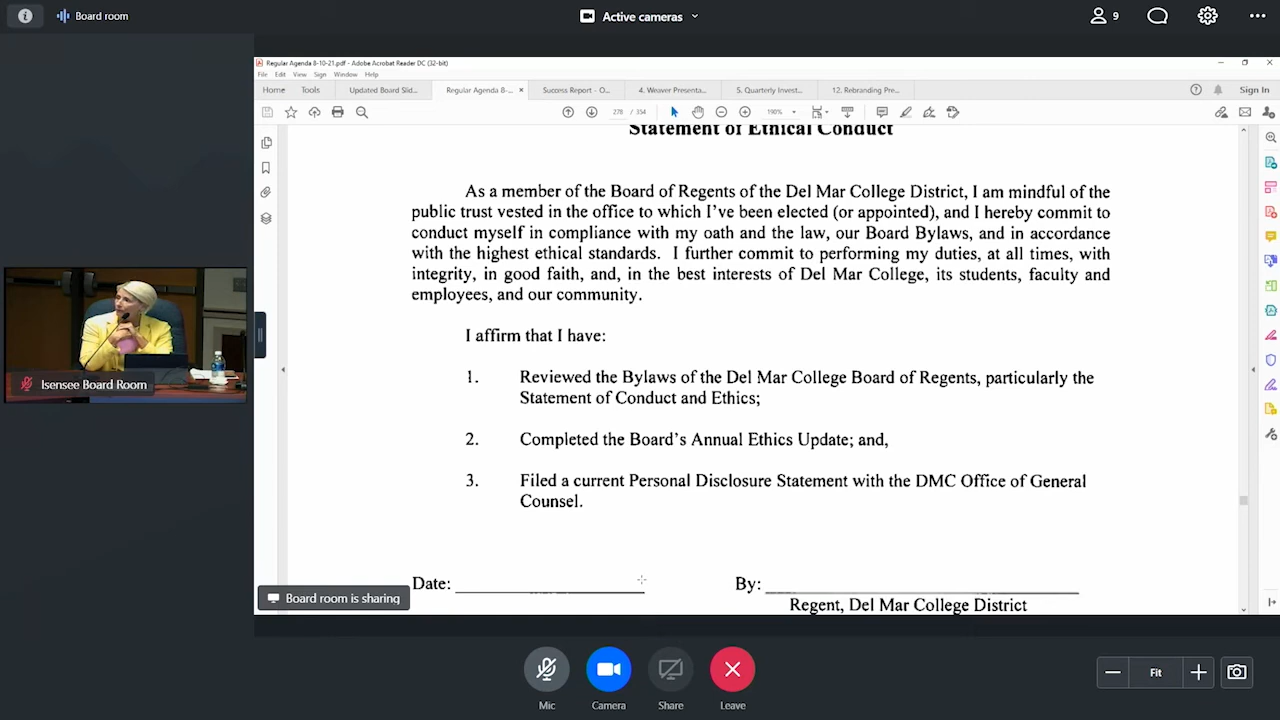 Board room
Active cameras
9
Regular Agenda 8-10-21.pdf - Adobe Acrobat Reader DC (32-bit)
File Edit View Sign Window Help
Home Tools Updated Board Slid... Regular Agenda 8-... × Success Report - O... 4. Weaver Presenta... 5. Quarterly Invest... 12. Rebranding Pre... Sign In
278 / 354 190%
Statement of Ethical Conduct
As a member of the Board of Regents of the Del Mar College District, I am mindful of the
public trust vested in the office to which I've been elected (or appointed), and I hereby commit to
conduct myself in compliance with my oath and the law, our Board Bylaws, and in accordance
with the highest ethical standards. I further commit to performing my duties, at all times, with
integrity, in good faith, and, in the best interests of Del Mar College, its students, faculty and
employees, and our community.
I affirm that I have:
1. Reviewed the Bylaws of the Del Mar College Board of Regents, particularly the
Statement of Conduct and Ethics;
2. Completed the Board's Annual Ethics Update; and,
3. Filed a current Personal Disclosure Statement with the DMC Office of General
Counsel.
Date: By:
Regent, Del Mar College District
Isensee Board Room
Board room is sharing
Mic Camera Share Leave
Fit